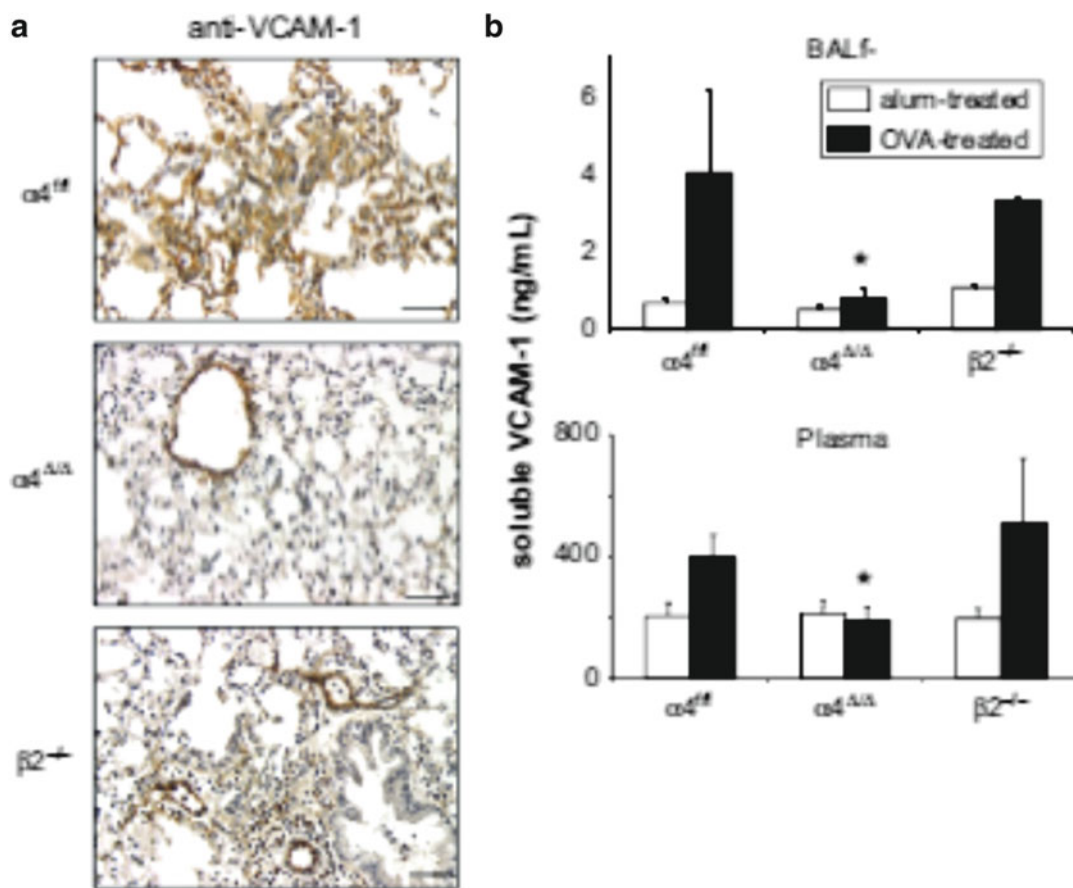 a
anti-VCAM-1
α4f/f
α4Δ/Δ
β2-/-
b
BALf-
alum-treated
OVA-treated
6
4
2
0
*
α4f/f
α4Δ/Δ
β2-/-
soluble VCAM-1 (ng/mL)
Plasma
800
400
0
*
α4f/f
α4Δ/Δ
β2-/-